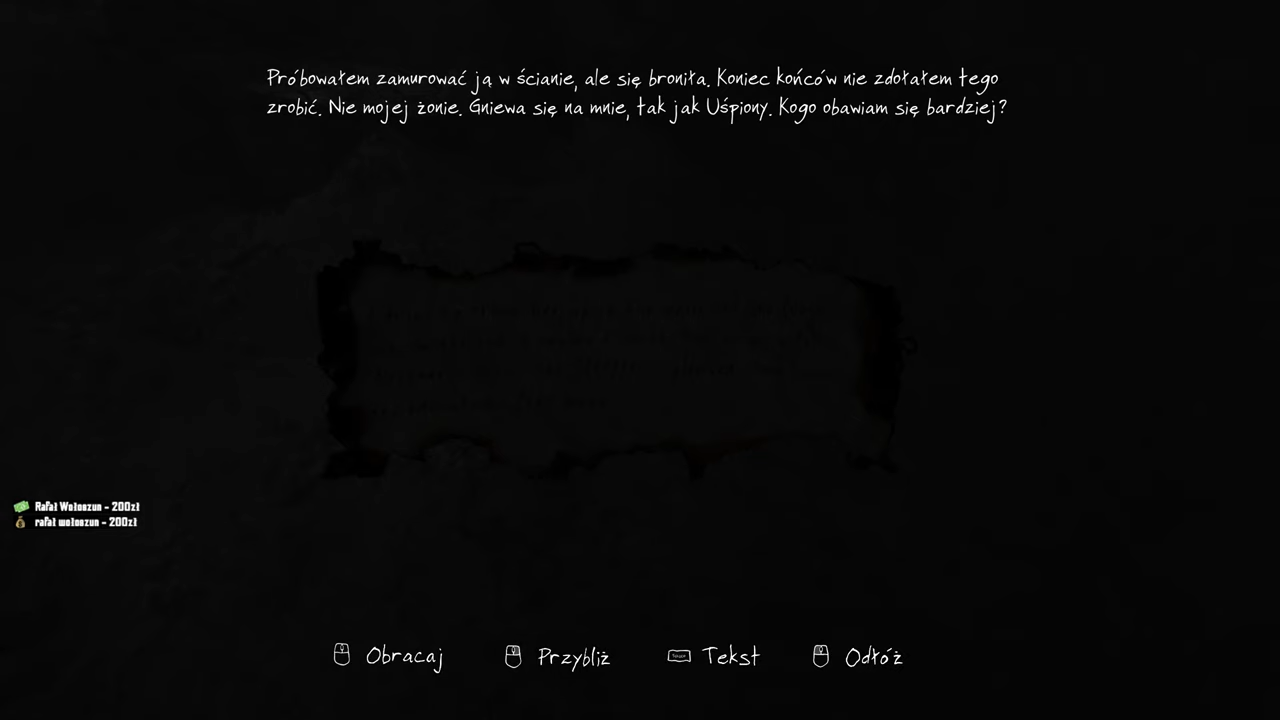 Próbowałem zamurować ją w ścianie, ale się broniła. Koniec końców nie zdołałem tego
zrobić. Nie mojej żonie. Gniewa się na mnie, tak jak Uśpiony. Kogo obawiam się bardziej?
Rafał Wołoszun - 200zł
rafał wołoszun - 200zł
Obracaj Przybliż Tekst Odłóż